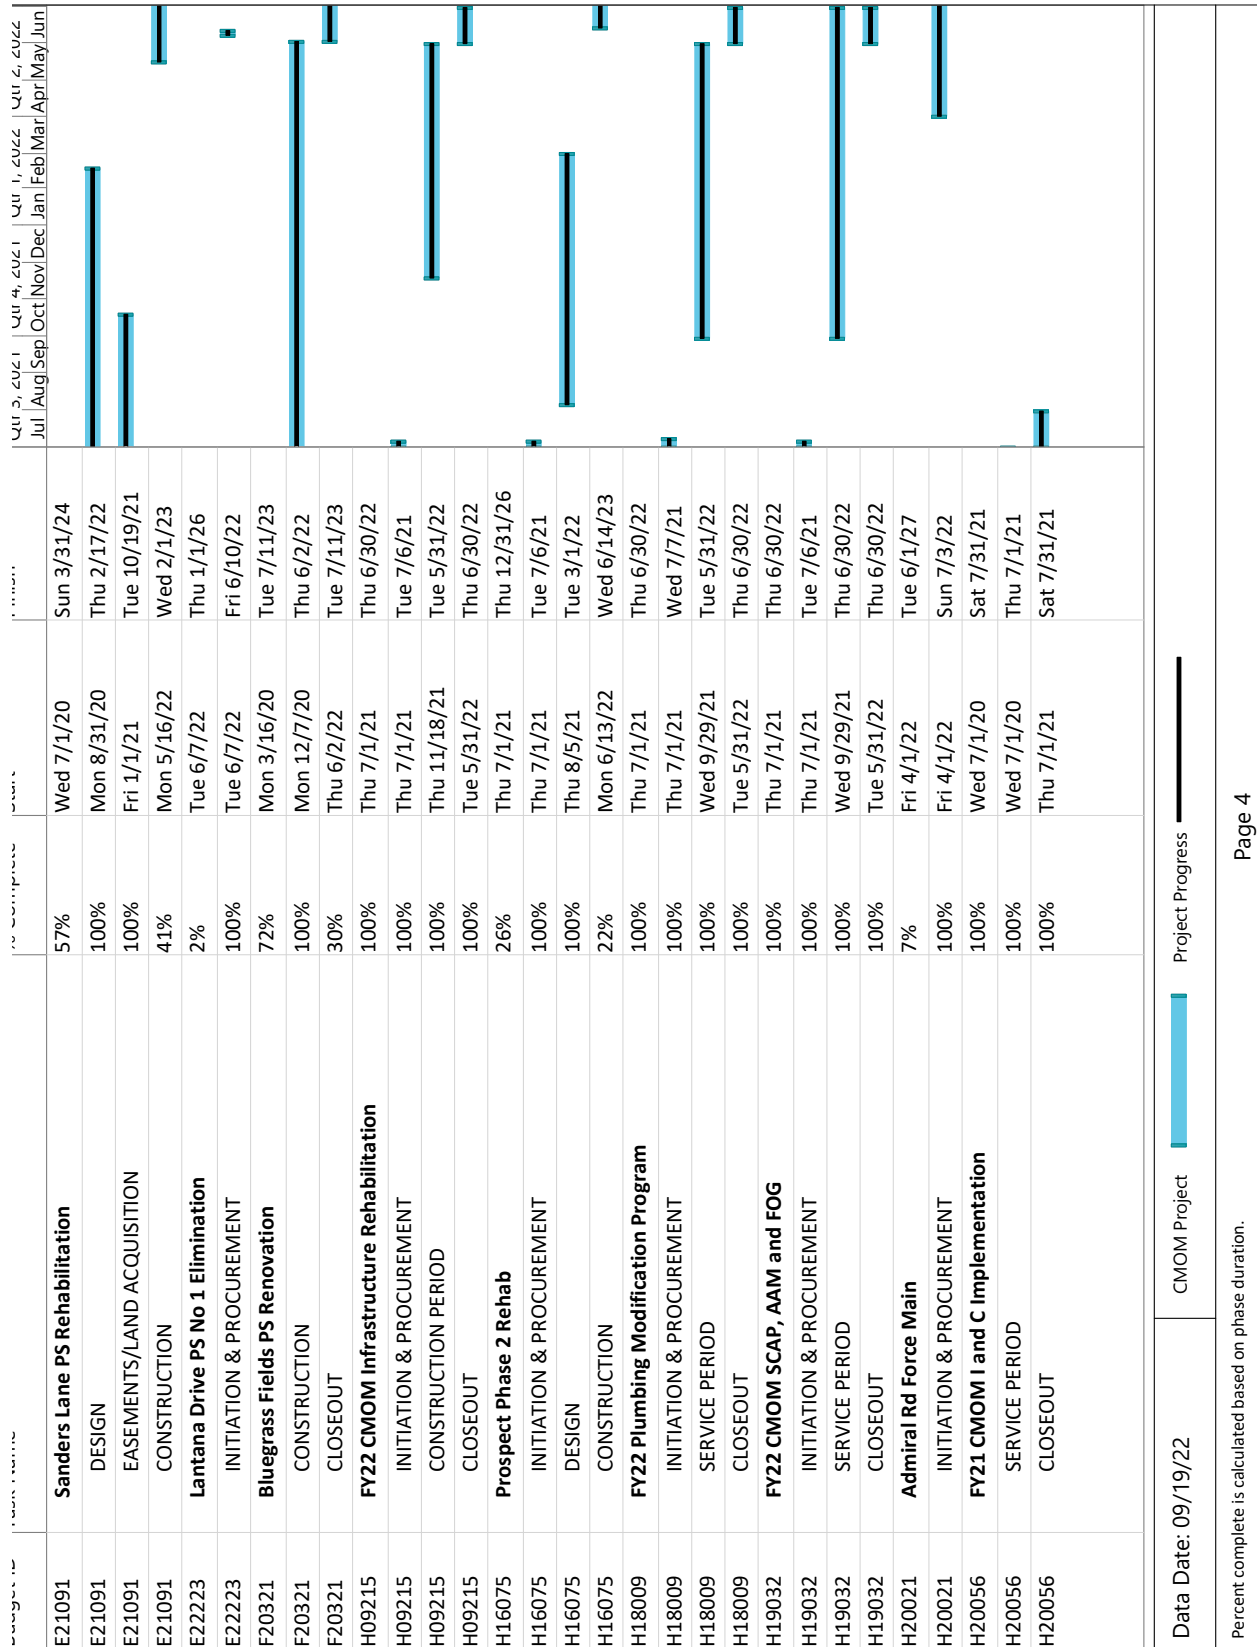 Jul Aug Sep Oct Nov Dec Jan Feb Mar Apr May Jun
E21091 Sanders Lane PS Rehabilitation 57% Wed 7/1/20 Sun 3/31/24
E21091 DESIGN 100% Mon 8/31/20 Thu 2/17/22
E21091 EASEMENTS/LAND ACQUISITION 100% Fri 1/1/21 Tue 10/19/21
E21091 CONSTRUCTION 41% Mon 5/16/22 Wed 2/1/23
E22223 Lantana Drive PS No 1 Elimination 2% Tue 6/7/22 Thu 1/1/26
E22223 INITIATION & PROCUREMENT 100% Tue 6/7/22 Fri 6/10/22
F20321 Bluegrass Fields PS Renovation 72% Mon 3/16/20 Tue 7/11/23
F20321 CONSTRUCTION 100% Mon 12/7/20 Thu 6/2/22
F20321 CLOSEOUT 30% Thu 6/2/22 Tue 7/11/23
H09215 FY22 CMOM Infrastructure Rehabilitation 100% Thu 7/1/21 Thu 6/30/22
H09215 INITIATION & PROCUREMENT 100% Thu 7/1/21 Tue 7/6/21
H09215 CONSTRUCTION PERIOD 100% Thu 11/18/21 Tue 5/31/22
H09215 CLOSEOUT 100% Tue 5/31/22 Thu 6/30/22
H16075 Prospect Phase 2 Rehab 26% Thu 7/1/21 Thu 12/31/26
H16075 INITIATION & PROCUREMENT 100% Thu 7/1/21 Tue 7/6/21
H16075 DESIGN 100% Thu 8/5/21 Tue 3/1/22
H16075 CONSTRUCTION 22% Mon 6/13/22 Wed 6/14/23
H18009 FY22 Plumbing Modification Program 100% Thu 7/1/21 Thu 6/30/22
H18009 INITIATION & PROCUREMENT 100% Thu 7/1/21 Wed 7/7/21
H18009 SERVICE PERIOD 100% Wed 9/29/21 Tue 5/31/22
H18009 CLOSEOUT 100% Tue 5/31/22 Thu 6/30/22
H19032 FY22 CMOM SCAP, AAM and FOG 100% Thu 7/1/21 Thu 6/30/22
H19032 INITIATION & PROCUREMENT 100% Thu 7/1/21 Tue 7/6/21
H19032 SERVICE PERIOD 100% Wed 9/29/21 Thu 6/30/22
H19032 CLOSEOUT 100% Tue 5/31/22 Thu 6/30/22
H20021 Admiral Rd Force Main 7% Fri 4/1/22 Tue 6/1/27
H20021 INITIATION & PROCUREMENT 100% Fri 4/1/22 Sun 7/3/22
H20056 FY21 CMOM I and C Implementation 100% Wed 7/1/20 Sat 7/31/21
H20056 SERVICE PERIOD 100% Wed 7/1/20 Thu 7/1/21
H20056 CLOSEOUT 100% Thu 7/1/21 Sat 7/31/21
Data Date: 09/19/22 CMOM Project Project Progress
Percent complete is calculated based on phase duration.
Page 4